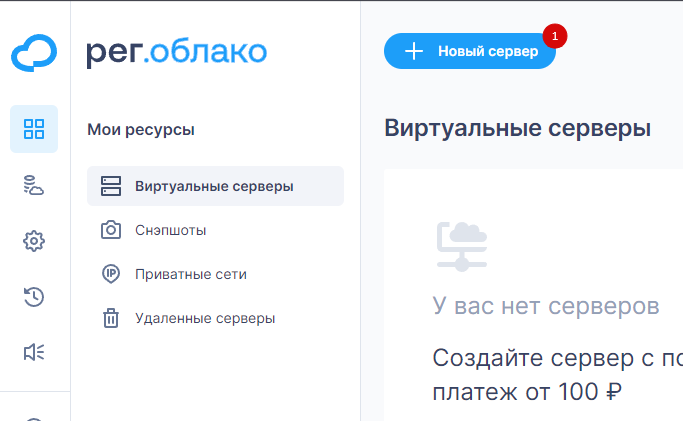 рег.облако
Мои ресурсы
Виртуальные серверы
Снэпшоты
IP
Приватные сети
Удаленные серверы
Новый сервер
1
Виртуальные серверы
У вас нет серверов
Создайте сервер с по
платеж от 100 ₽